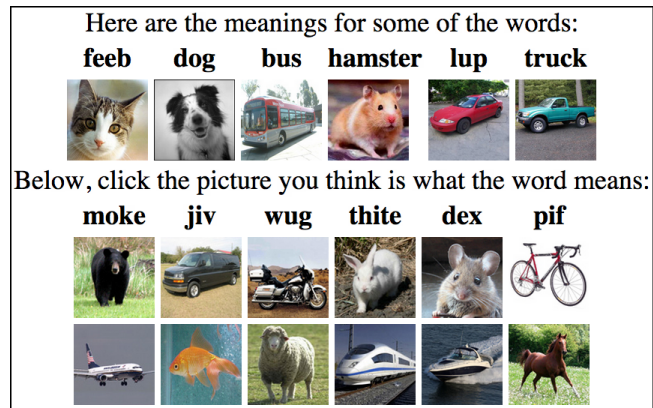 Here are the meanings for some of the words:
feeb dog bus hamster lup truck
Below, click the picture you think is what the word means:
moke jiv wug thite dex pif